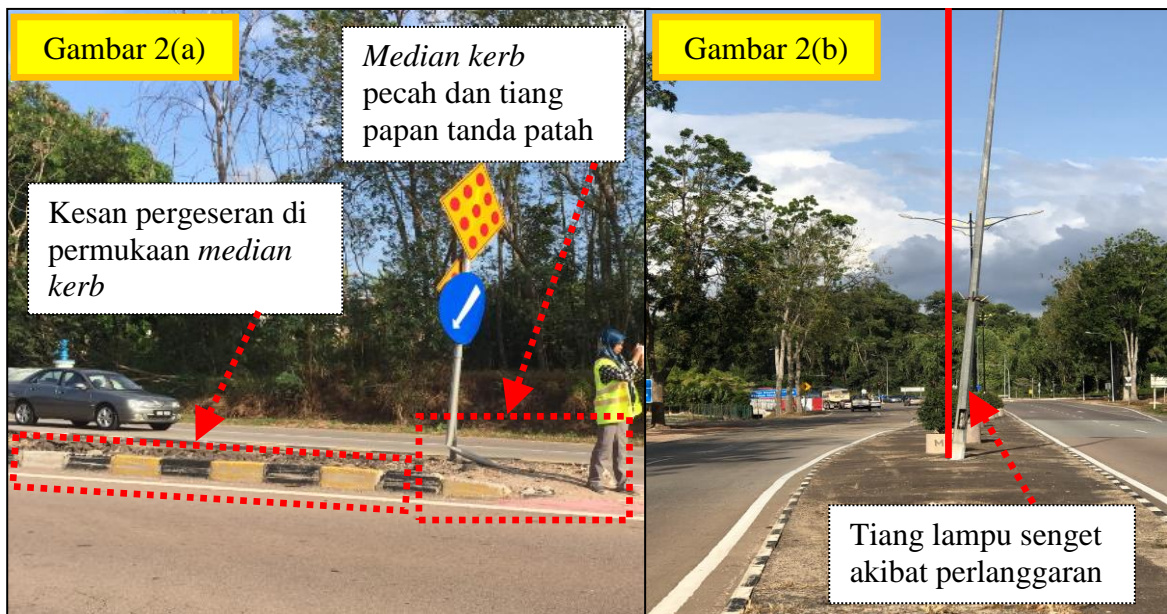 Gambar 2(a)
Median kerb
pecah dan tiang
papan tanda patah
Kesan pergeseran di
permukaan median
kerb
Gambar 2(b)
M
Tiang lampu senget
akibat perlanggaran